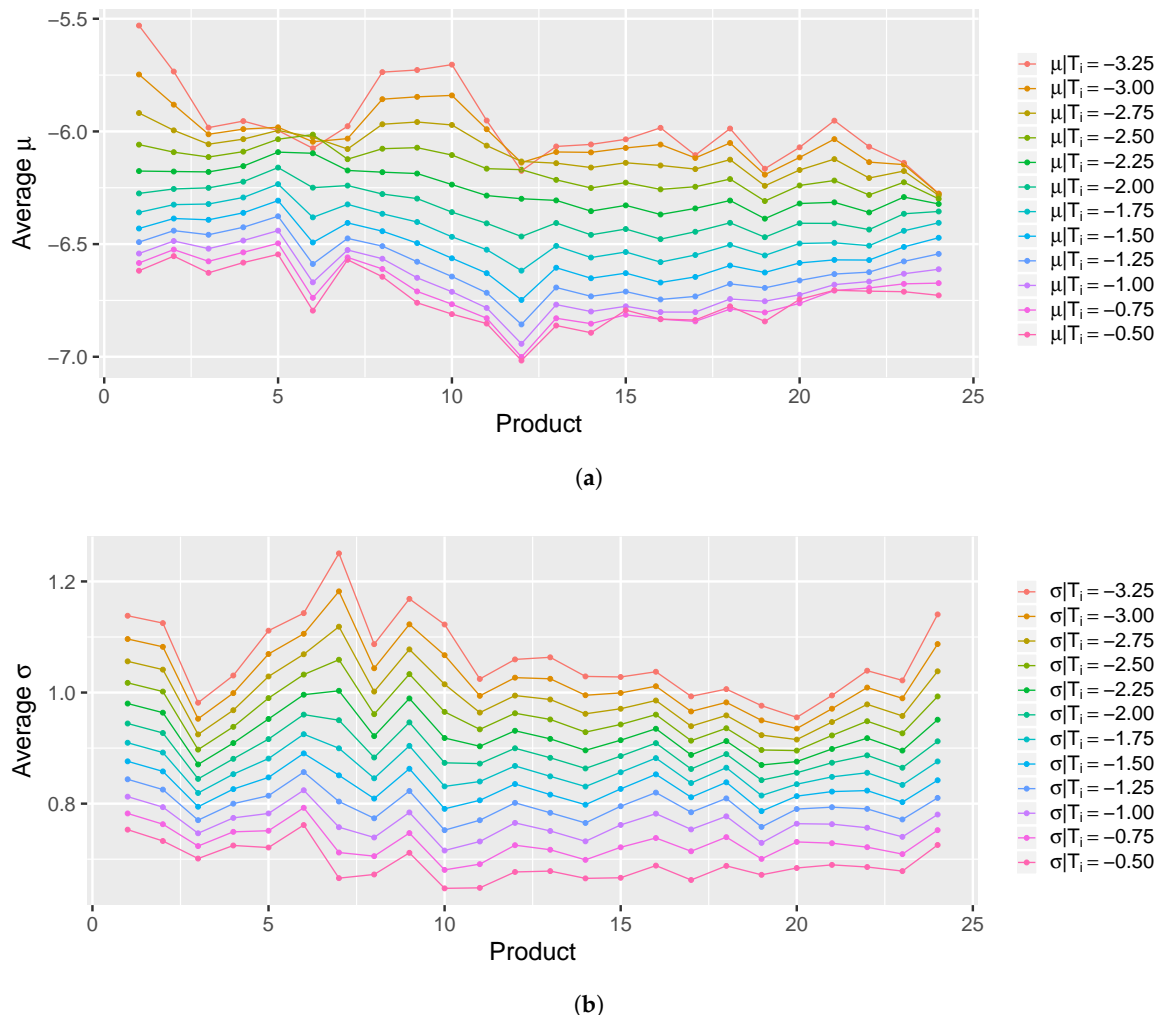 −5.5
−6.0
−6.5
−7.0
Average μ
0 5 10 15 20 25
Product
μ|Ti = −3.25
μ|Ti = −3.00
μ|Ti = −2.75
μ|Ti = −2.50
μ|Ti = −2.25
μ|Ti = −2.00
μ|Ti = −1.75
μ|Ti = −1.50
μ|Ti = −1.25
μ|Ti = −1.00
μ|Ti = −0.75
μ|Ti = −0.50
(a)
1.2
1.0
0.8
Average σ
0 5 10 15 20 25
Product
σ|Ti = −3.25
σ|Ti = −3.00
σ|Ti = −2.75
σ|Ti = −2.50
σ|Ti = −2.25
σ|Ti = −2.00
σ|Ti = −1.75
σ|Ti = −1.50
σ|Ti = −1.25
σ|Ti = −1.00
σ|Ti = −0.75
σ|Ti = −0.50
(b)